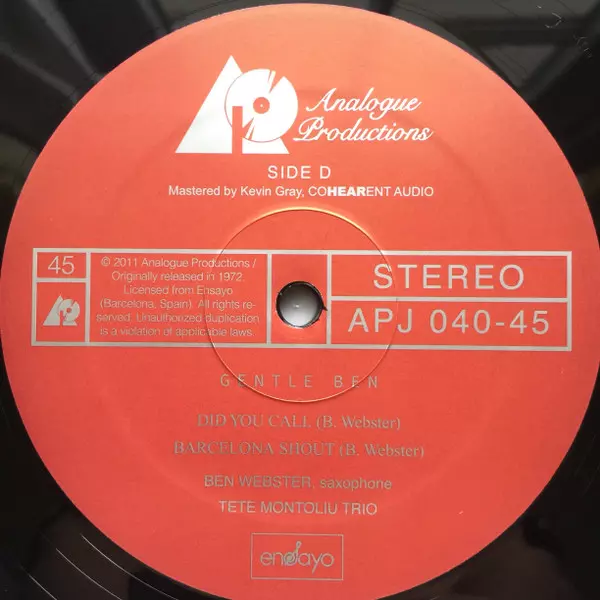 Analogue
Productions
SIDE D
Mastered by Kevin Gray, COHEARENT AUDIO
45
© 2011 Analogue Productions /
Originally released in 1972.
Licensed from Ensayo
(Barcelona, Spain). All rights re-
served. Unauthorized duplication
is a violation of applicable laws.
STEREO
APJ 040-45
GENTLE BEN
DID YOU CALL (B. Webster)
BARCELONA SHOUT (B. Webster)
BEN WEBSTER, saxophone
TETE MONTOLIU TRIO
ensayo